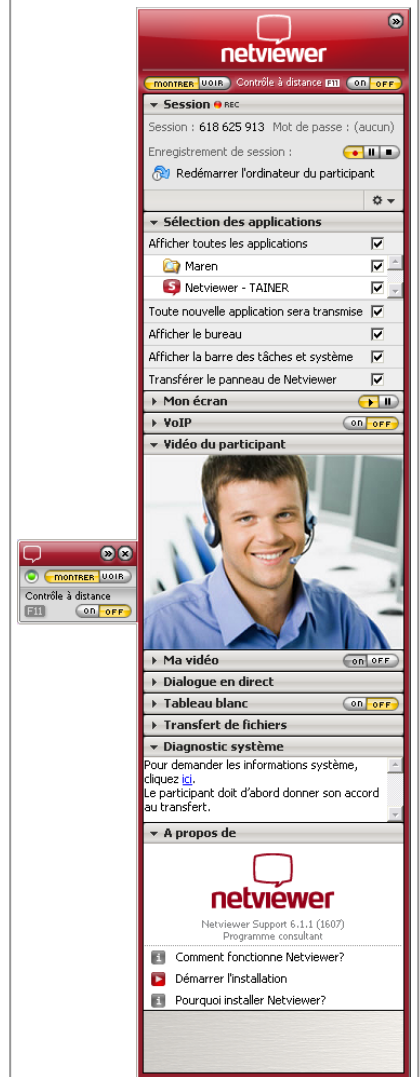 netviewer
MONTRER VOIR Contrôle à distance F11 on OFF
Session REC
Session : 618 625 913 Mot de passe : (aucun)
Enregistrement de session :
Redémarrer l'ordinateur du participant
Sélection des applications
Afficher toutes les applications
Maren
Netviewer - TAINER
Toute nouvelle application sera transmise
Afficher le bureau
Afficher la barre des tâches et système
Transférer le panneau de Netviewer
Mon écran
VoIP on OFF
Vidéo du participant
MONTRER VOIR
Contrôle à distance
F11 on OFF
Ma vidéo on OFF
Dialogue en direct
Tableau blanc on OFF
Transfert de fichiers
Diagnostic système
Pour demander les informations système,
cliquez ici.
Le participant doit d'abord donner son accord
au transfert.
A propos de
netviewer
Netviewer Support 6.1.1 (1607)
Programme consultant
Comment fonctionne Netviewer?
Démarrer l'installation
Pourquoi installer Netviewer?